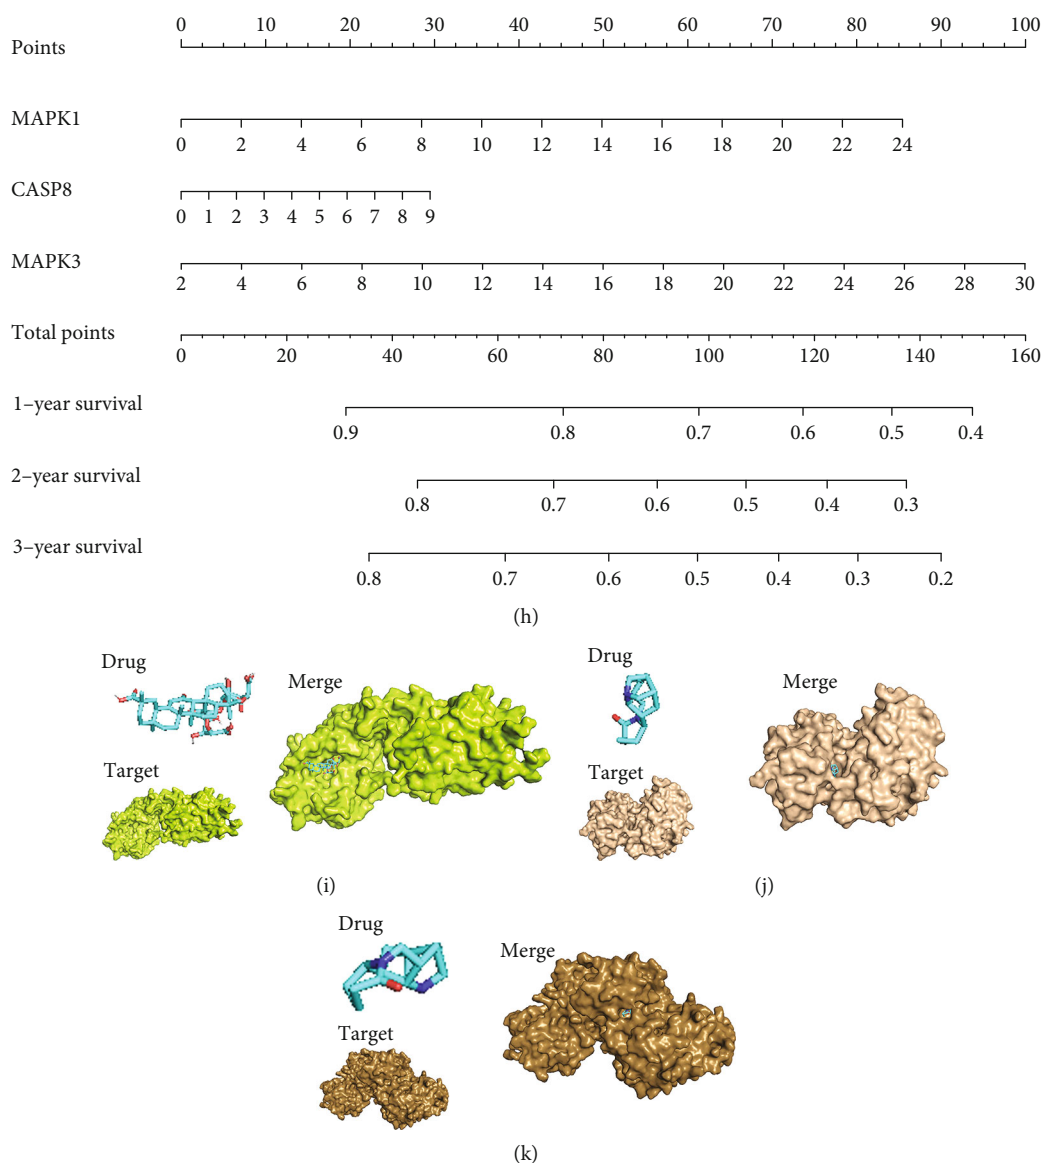 0 10 20 30 40 50 60 70 80 90 100
Points
MAPK1
0 2 4 6 8 10 12 14 16 18 20 22 24
CASP8
0 1 2 3 4 5 6 7 8 9
MAPK3
2 4 6 8 10 12 14 16 18 20 22 24 26 28 30
Total points
0 20 40 60 80 100 120 140 160
1–year survival
0.9 0.8 0.7 0.6 0.5 0.4
2–year survival
0.8 0.7 0.6 0.5 0.4 0.3
3–year survival
0.8 0.7 0.6 0.5 0.4 0.3 0.2
(h)
Drug
Merge
Target
(i)
Drug
Merge
Target
(j)
Drug
Merge
Target
(k)